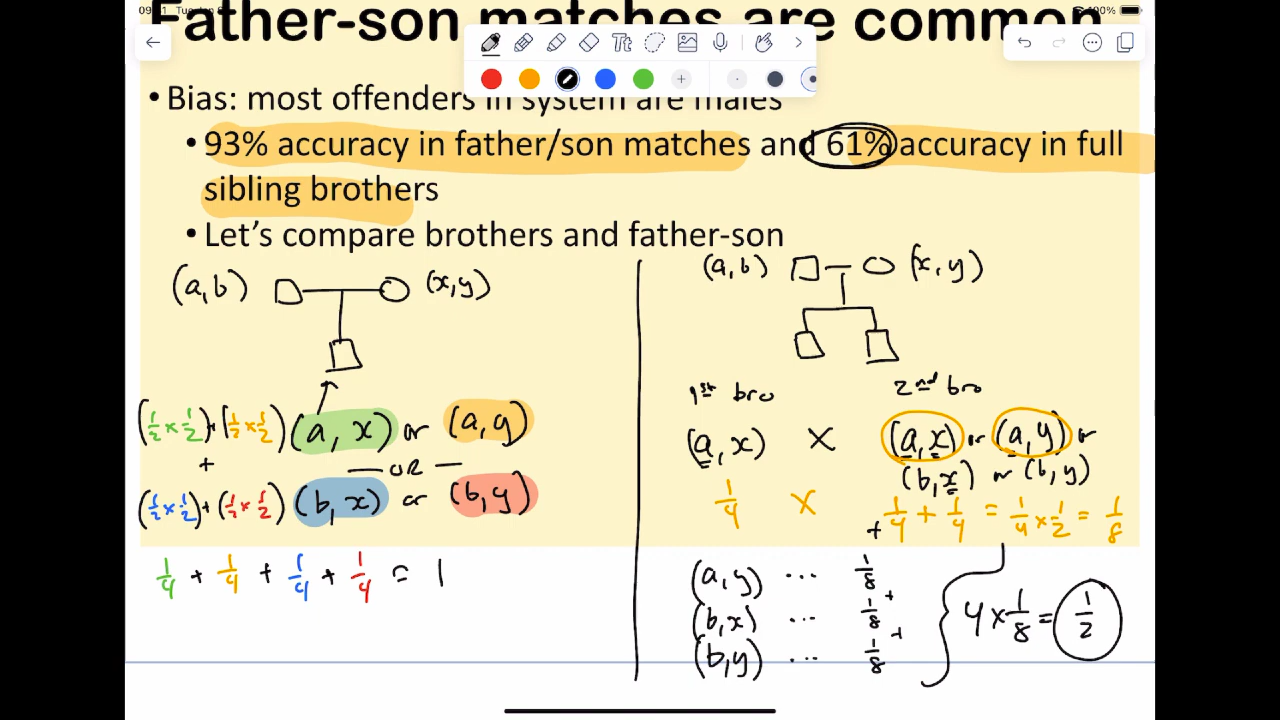 Father-son matches are common
• Bias: most offenders in system are males
• 93% accuracy in father/son matches and 61% accuracy in full
sibling brothers
• Let's compare brothers and father-son
(a,b) (x,y)
(1/2 x 1/2) + (1/2 x 1/2) (a, x) or (a, y)
+ — OR —
(1/2 x 1/2) + (1/2 x 1/2) (b, x) or (b, y)
1/4 + 1/4 + 1/4 + 1/4 = 1
(a,b) (x,y)
1st bro 2nd bro
(a, x) X (a, x) or (a, y) or
(b, x) or (b, y)
1/4 X 1/4 + 1/4 = 1/4 x 1/2 = 1/8
+
(a, y) ... 1/8 +
(b, x) ... 1/8 +
(b, y) ... 1/8
4 x 1/8 = 1/2
Tt